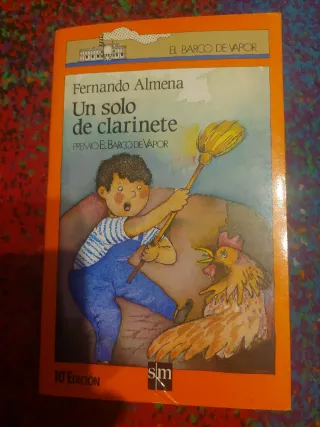 EL BARCO DE VAPOR
Fernando Almena
Un solo
de clarinete
PREMIO EL BARCO DE VAPOR
10ª EDICIÓN
sm